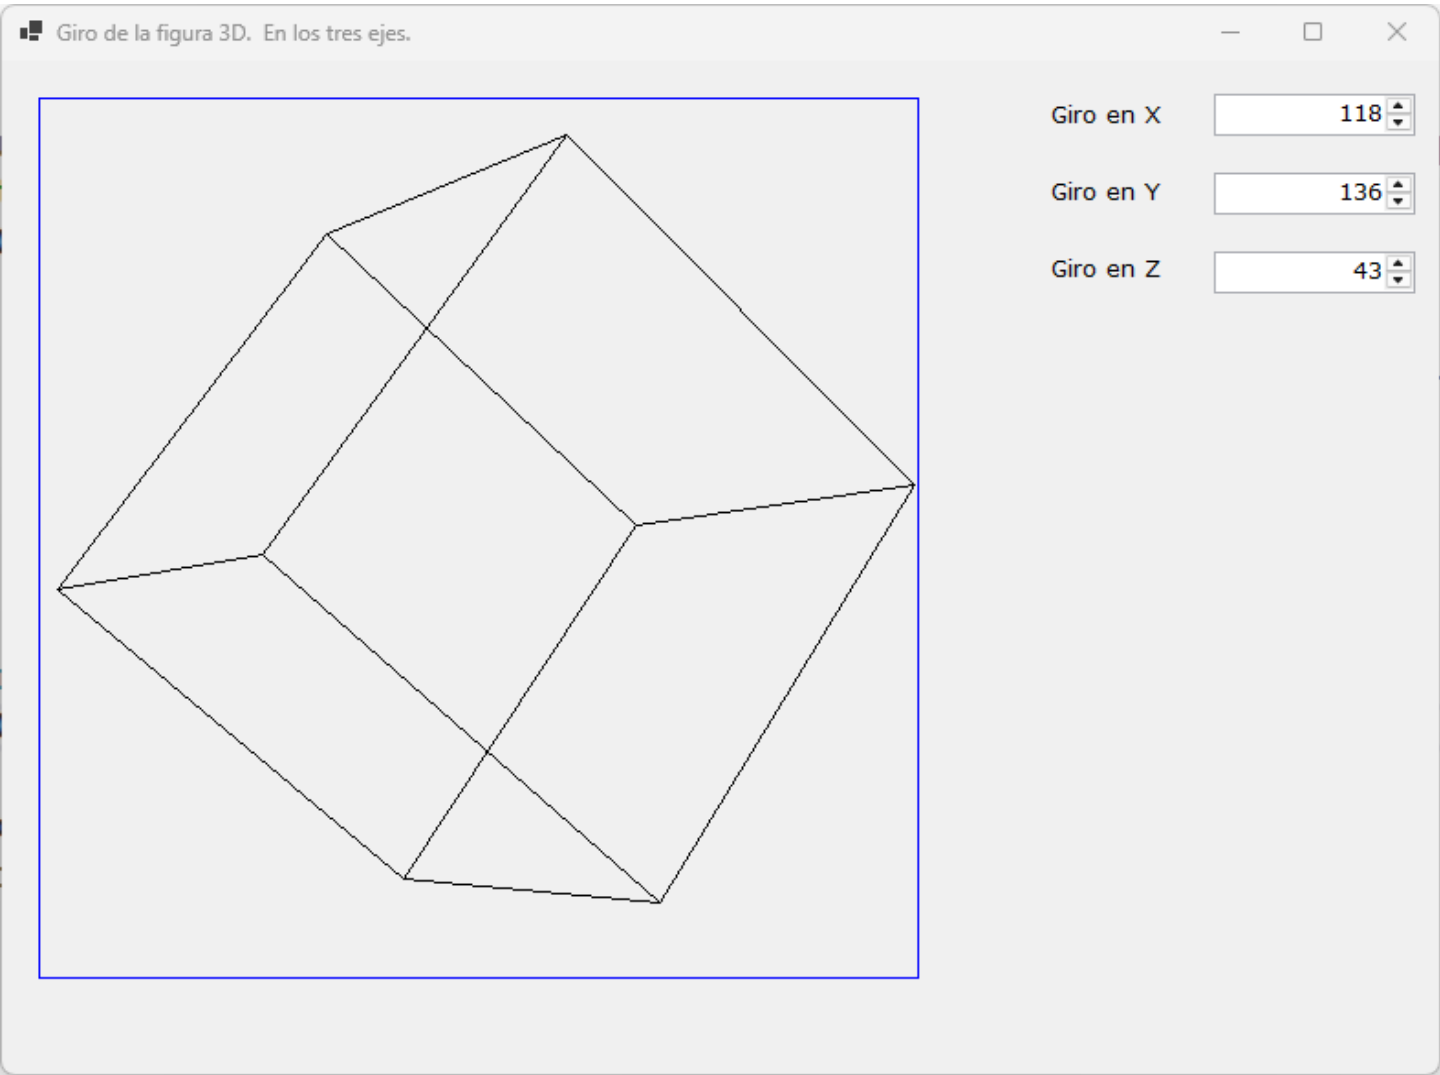 Giro de la figura 3D.  En los tres ejes.
Giro en X 118
Giro en Y 136
Giro en Z 43